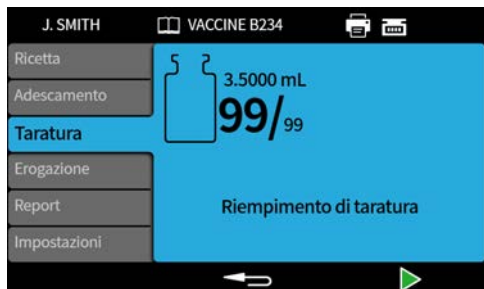 J. SMITH
VACCINE B234
Ricetta
Adescamento
Taratura
Erogazione
Report
Impostazioni
3.5000 mL
99/99
Riempimento di taratura